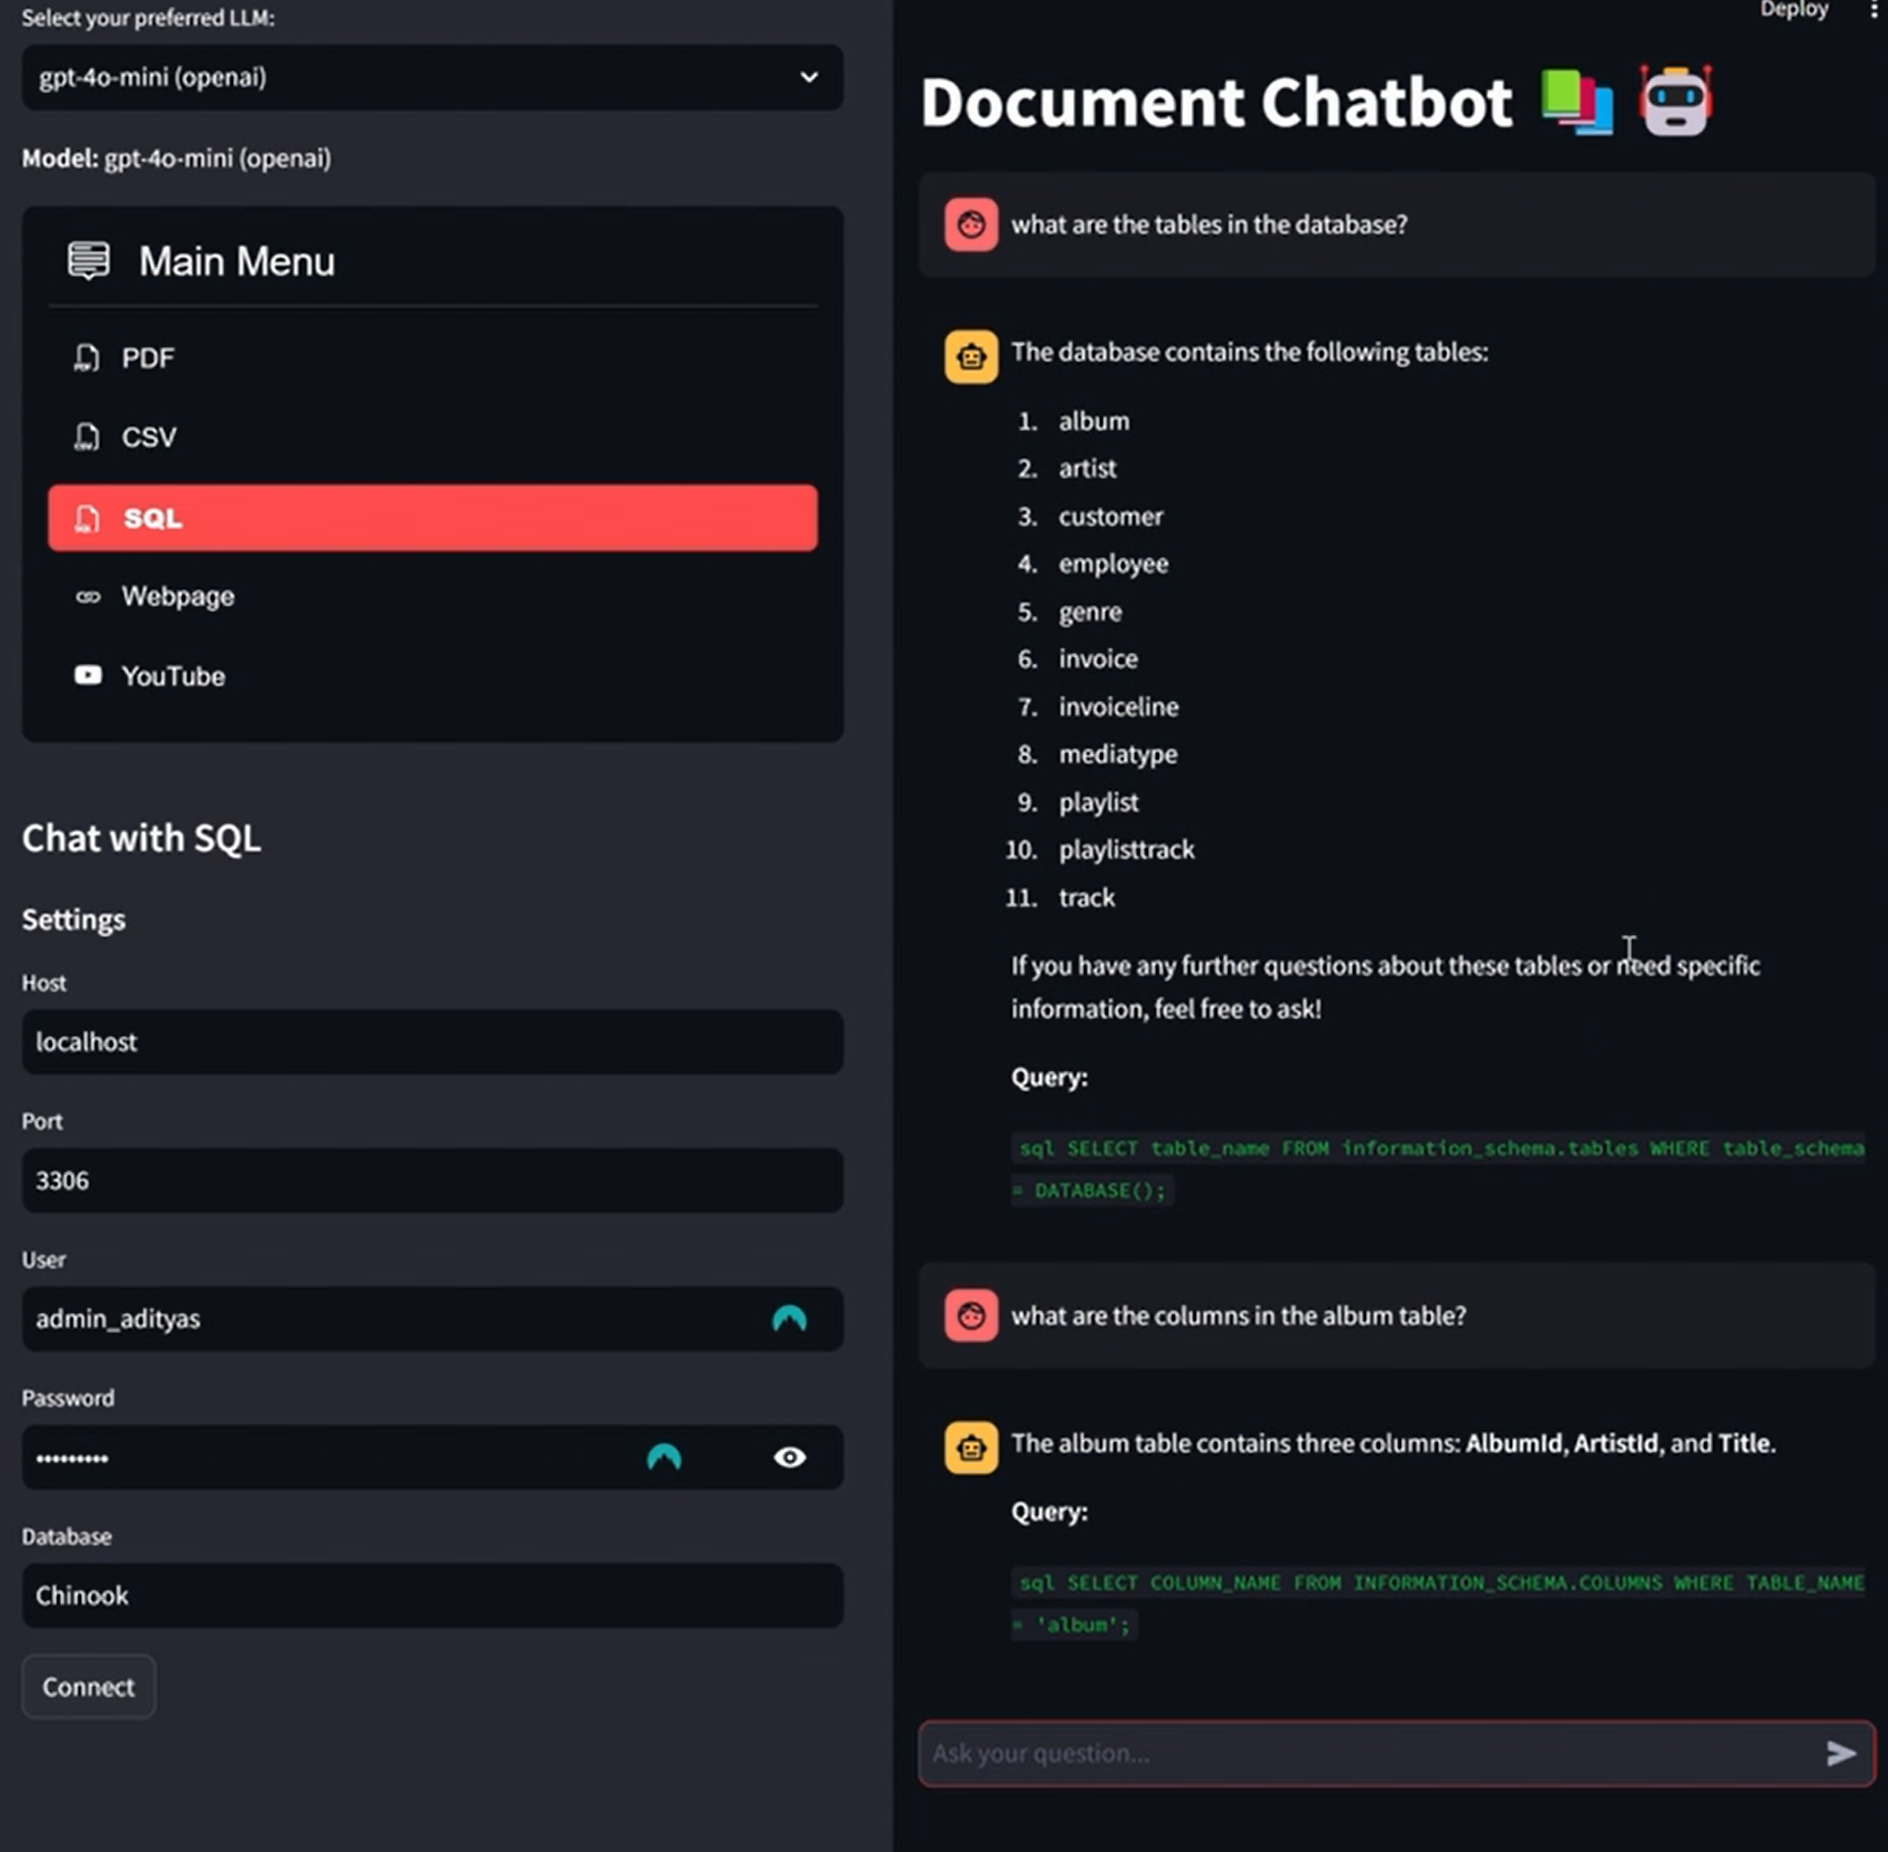 Select your preferred LLM:
gpt-4o-mini (openai)
Model: gpt-4o-mini (openai)
Main Menu
PDF
CSV
SQL
Webpage
YouTube
Chat with SQL
Settings
Host
localhost
Port
3306
User
admin_adityas
Password
•••••••••
Database
Chinook
Connect
Deploy
Document Chatbot
what are the tables in the database?
The database contains the following tables:
1. album
2. artist
3. customer
4. employee
5. genre
6. invoice
7. invoiceline
8. mediatype
9. playlist
10. playlisttrack
11. track
If you have any further questions about these tables or need specific
information, feel free to ask!
Query:
sql SELECT table_name FROM information_schema.tables WHERE table_schema
= DATABASE();
what are the columns in the album table?
The album table contains three columns: AlbumId, ArtistId, and Title.
Query:
sql SELECT COLUMN_NAME FROM INFORMATION_SCHEMA.COLUMNS WHERE TABLE_NAME
= 'album';
Ask your question...